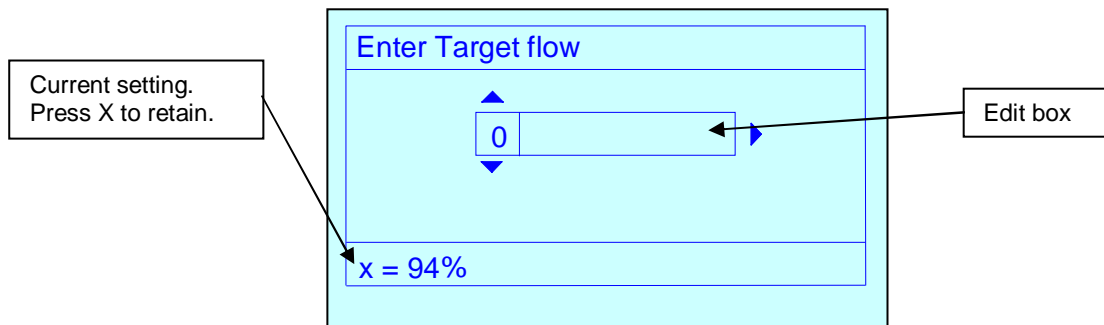 Enter Target flow
Current setting.
Press X to retain.
0
Edit box
x = 94%